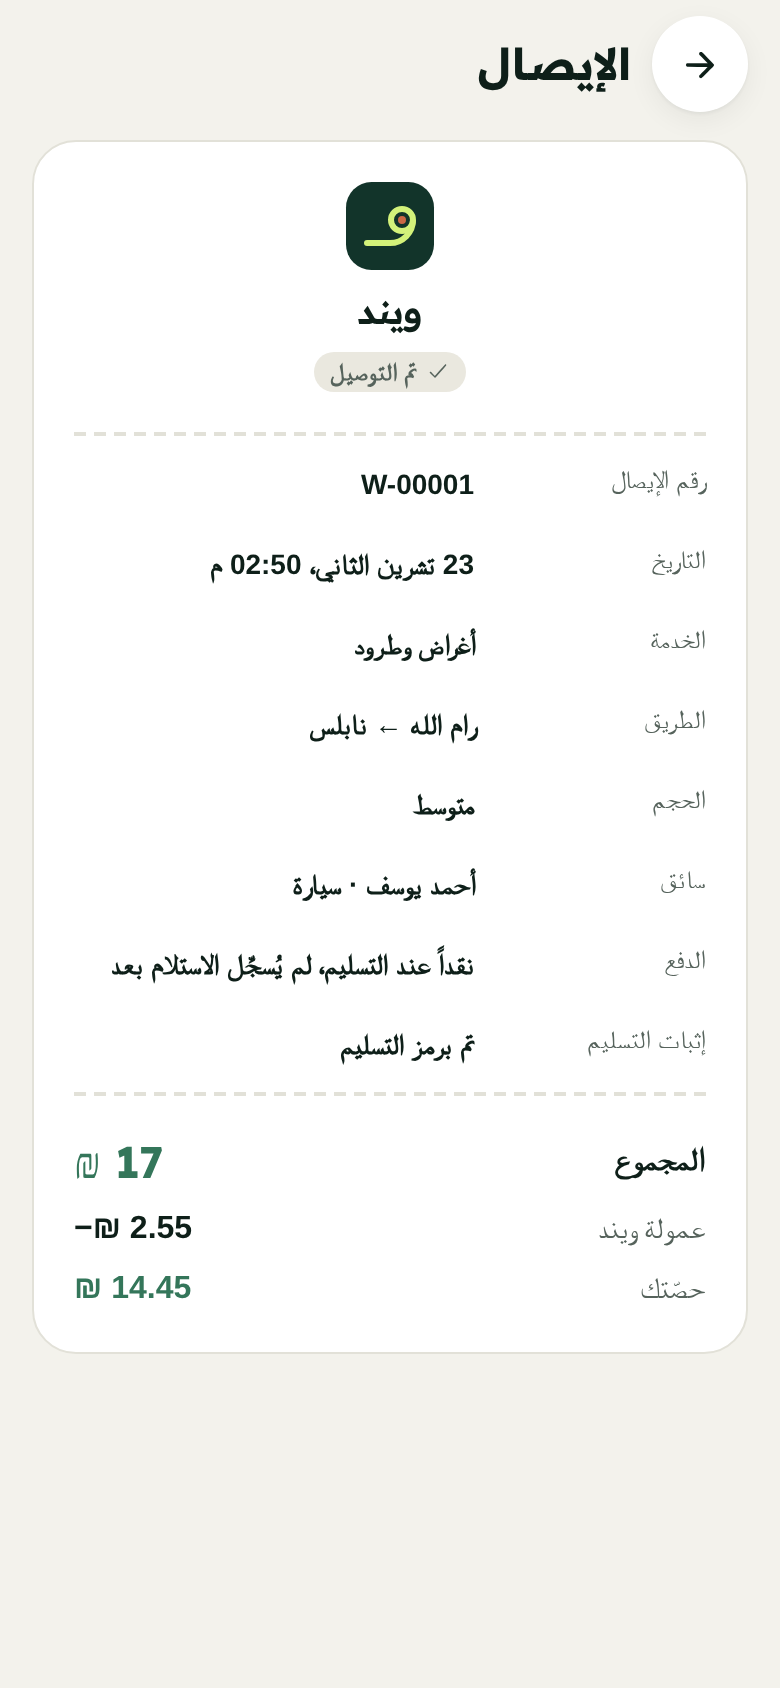 الإيصال
ويند
تم التوصيل
رقم الإيصال W-00001
التاريخ 23 تشرين الثاني، 02:50 م
الخدمة أغراض وطرود
الطريق رام الله ← نابلس
الحجم متوسط
سائق أحمد يوسف · سيارة
الدفع نقداً عند التسليم، لم يُسجَّل الاستلام بعد
إثبات التسليم تم برمز التسليم
المجموع 17 ₪
عمولة ويند −₪ 2.55
حصّتك 14.45 ₪